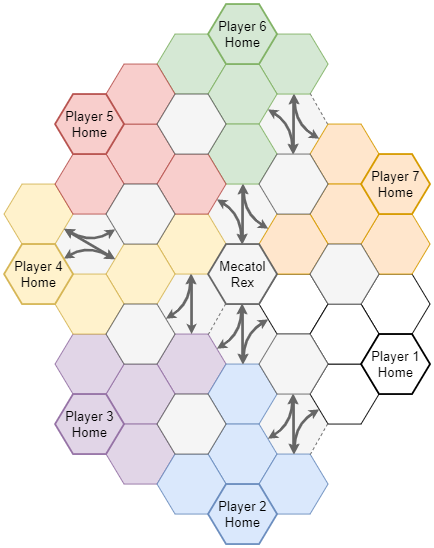 Player 6
Home
Player 5
Home
Player 7
Home
Player 4
Home
Mecatol
Rex
Player 1
Home
Player 3
Home
Player 2
Home